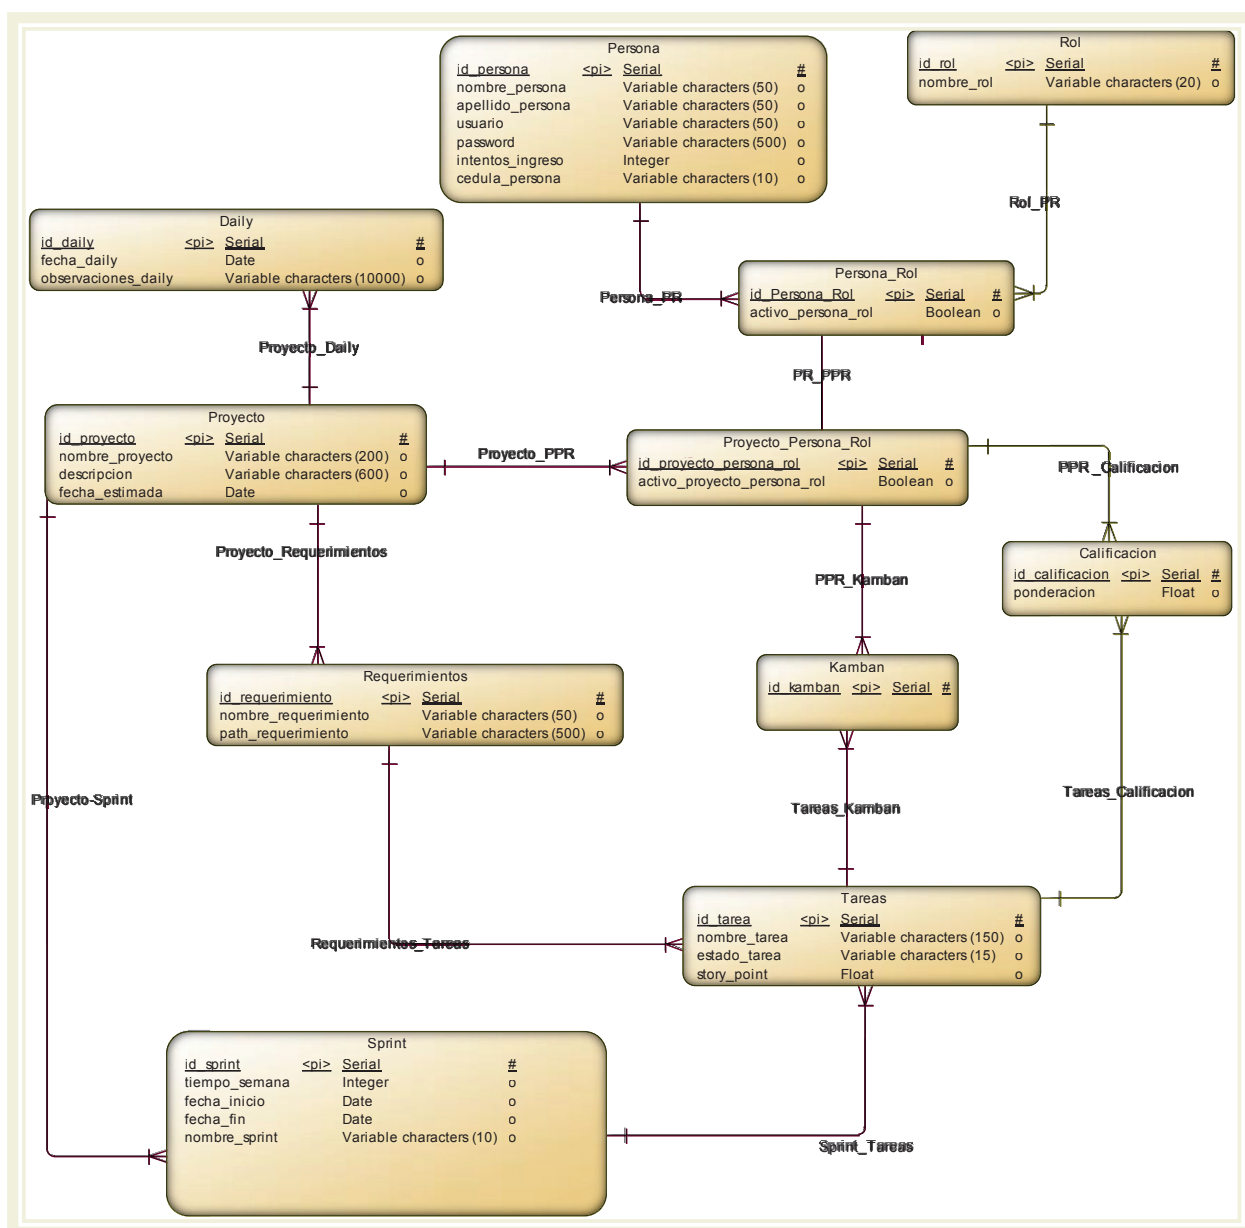 Persona
id_persona <pi> Serial #
nombre_persona Variable characters (50) o
apellido_persona Variable characters (50) o
usuario Variable characters (50) o
password Variable characters (500) o
intentos_ingreso Integer o
cedula_persona Variable characters (10) o
Rol
id_rol <pi> Serial #
nombre_rol Variable characters (20) o
Rol_PR
Daily
id_daily <pi> Serial #
fecha_daily Date o
observaciones_daily Variable characters (10000) o
Persona_Rol
id_Persona_Rol <pi> Serial #
activo_persona_rol Boolean o
Persona_PR
Proyecto_Daily
PR_PPR
Proyecto
id_proyecto <pi> Serial #
nombre_proyecto Variable characters (200) o
descripcion Variable characters (600) o
fecha_estimada Date o
Proyecto_PPR
Proyecto_Persona_Rol
id_proyecto_persona_rol <pi> Serial #
activo_proyecto_persona_rol Boolean o
PPR_Calificacion
Proyecto_Requerimientos
PPR_Kamban
Calificacion
id_calificacion <pi> Serial #
ponderacion Float o
Requerimientos
id_requerimiento <pi> Serial #
nombre_requerimiento Variable characters (50) o
path_requerimiento Variable characters (500) o
Kamban
id_kamban <pi> Serial #
Proyecto-Sprint
Tareas_Kamban
Tareas_Calificacion
Tareas
id_tarea <pi> Serial #
nombre_tarea Variable characters (150) o
estado_tarea Variable characters (15) o
story_point Float o
Requerimientos_Tareas
Sprint
id_sprint <pi> Serial #
tiempo_semana Integer o
fecha_inicio Date o
fecha_fin Date o
nombre_sprint Variable characters (10) o
Sprint_Tareas